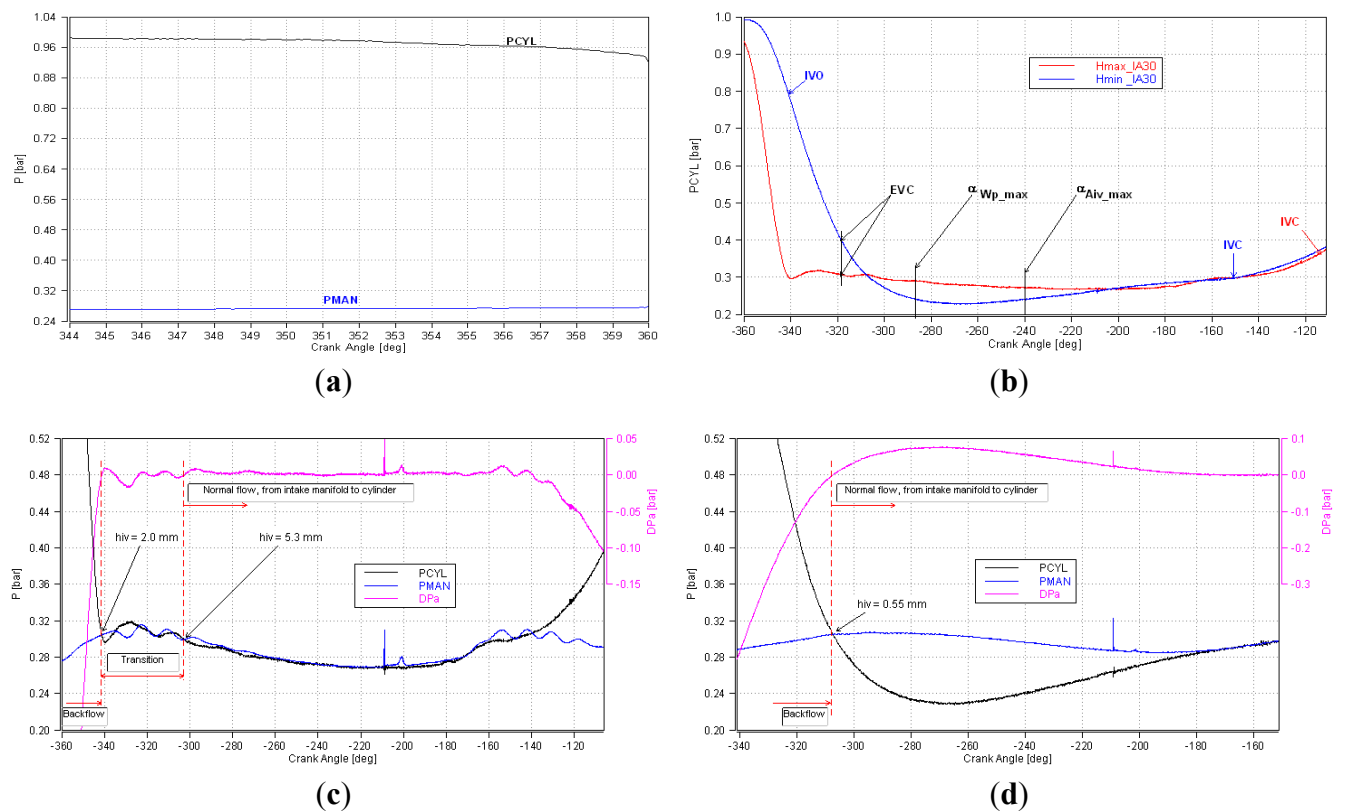 1.04
0.96
0.88
0.80
0.72
0.64
0.56
0.48
0.40
0.32
0.24
P [bar]
PCYL
PMAN
344 345 346 347 348 349 350 351 352 353 354 355 356 357 358 359 360
Crank Angle [deg]
(a)
1.0
0.9
0.8
0.7
0.6
0.5
0.4
0.3
0.2
PCYL [bar]
IVO
Hmax_IA30
Hmin _IA30
EVC
α Wp_max
α Aiv_max
IVC
IVC
-360 -340 -320 -300 -280 -260 -240 -220 -200 -180 -160 -140 -120
Crank Angle [deg]
(b)
0.52
0.48
0.44
0.40
0.36
0.32
0.28
0.24
0.20
P [bar]
0.05
0.00
-0.05
-0.10
-0.15
DPa [bar]
Normal flow, from intake manifold to cylinder
hiv = 2.0 mm
hiv = 5.3 mm
PCYL
PMAN
DPa
Transition
Backflow
-360 -340 -320 -300 -280 -260 -240 -220 -200 -180 -160 -140 -120
Crank Angle [deg]
(c)
0.52
0.48
0.44
0.40
0.36
0.32
0.28
0.24
0.20
P [bar]
0.1
0.0
-0.1
-0.2
-0.3
DPa [bar]
Normal flow, from intake manifold to cylinder
PCYL
PMAN
DPa
hiv = 0.55 mm
Backflow
-340 -320 -300 -280 -260 -240 -220 -200 -180 -160
Crank Angle [deg]
(d)